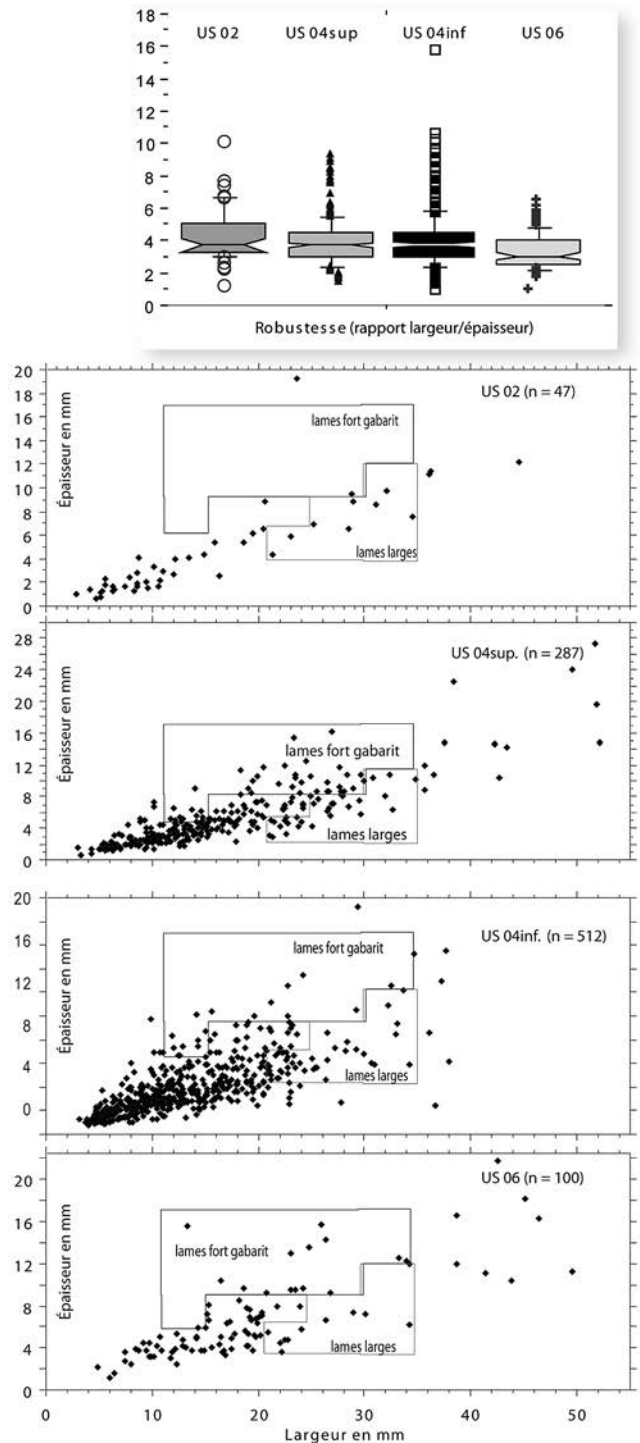 18
US 02 US 04sup US 04inf US 06
16
14
12
10
8
6
4
2
0
Robustesse (rapport largeur/épaisseur)
20
US 02 (n = 47)
18
lames fort gabarit
16
14
12
10
8
6
lames larges
4
2
0
Épaisseur en mm
28
US 04sup. (n = 287)
24
20
16
lames fort gabarit
12
8
4
lames larges
0
Épaisseur en mm
20
US 04inf. (n = 512)
16
lames fort gabarit
12
8
4
lames larges
0
Épaisseur en mm
20
US 06 (n = 100)
16
lames fort gabarit
12
8
4
lames larges
0
Épaisseur en mm
0 10 20 30 40 50
Largeur en mm